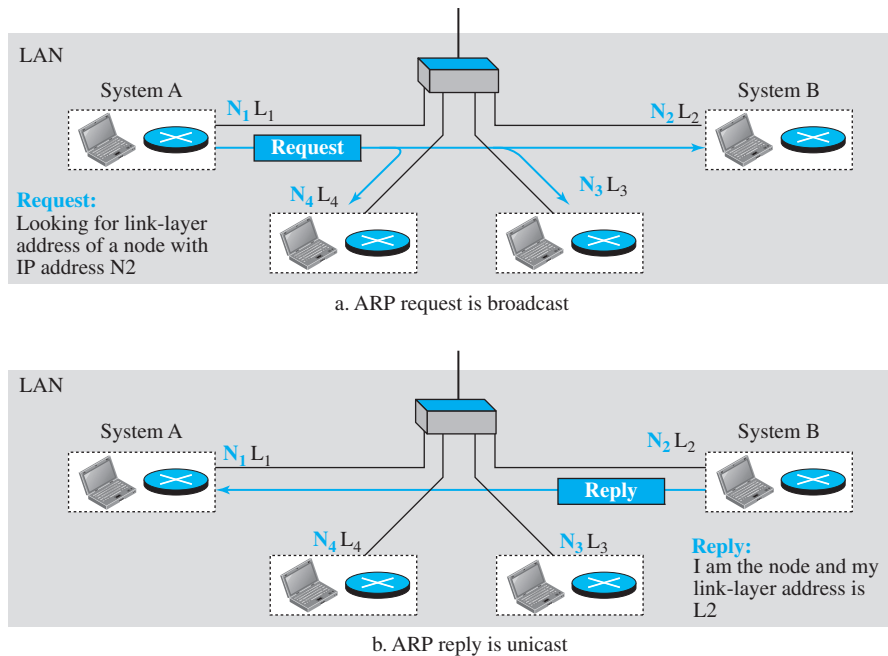 LAN
System A
System B
N1 L1
N2 L2
Request
N4 L4
N3 L3
Request:
Looking for link-layer
address of a node with
IP address N2
a. ARP request is broadcast
LAN
System A
System B
N1 L1
N2 L2
Reply
N4 L4
N3 L3
Reply:
I am the node and my
link-layer address is
L2
b. ARP reply is unicast